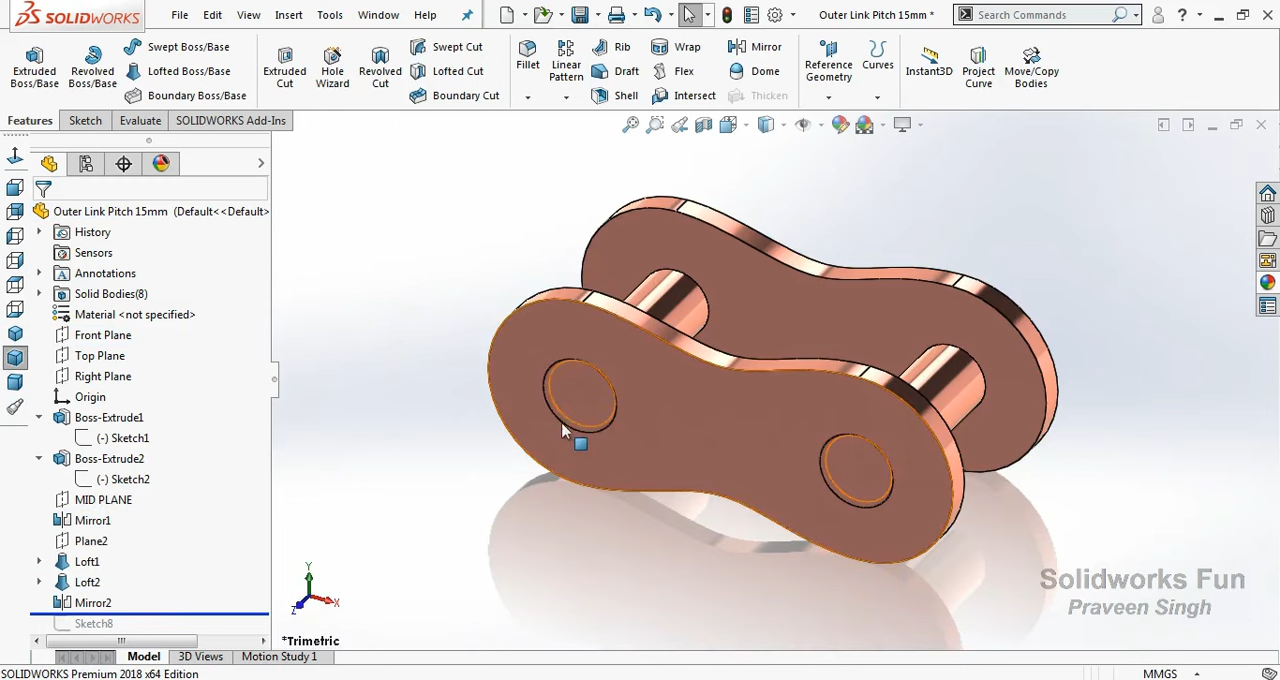 SOLIDWORKS
File Edit View Insert Tools Window Help
Outer Link Pitch 15mm *
Search Commands
Extruded Boss/Base
Revolved Boss/Base
Swept Boss/Base
Lofted Boss/Base
Boundary Boss/Base
Extruded Cut
Hole Wizard
Revolved Cut
Swept Cut
Lofted Cut
Boundary Cut
Fillet
Linear Pattern
Rib
Draft
Shell
Wrap
Flex
Intersect
Mirror
Dome
Thicken
Reference Geometry
Curves
Instant3D
Project Curve
Move/Copy Bodies
Features Sketch Evaluate SOLIDWORKS Add-Ins
Outer Link Pitch 15mm (Default<<Default>
History
Sensors
Annotations
Solid Bodies(8)
Material <not specified>
Front Plane
Top Plane
Right Plane
Origin
Boss-Extrude1
(-) Sketch1
Boss-Extrude2
(-) Sketch2
MID PLANE
Mirror1
Plane2
Loft1
Loft2
Mirror2
Sketch8
Y
X
Z
*Trimetric
Solidworks Fun
Praveen Singh
Model 3D Views Motion Study 1
SOLIDWORKS Premium 2018 x64 Edition
MMGS